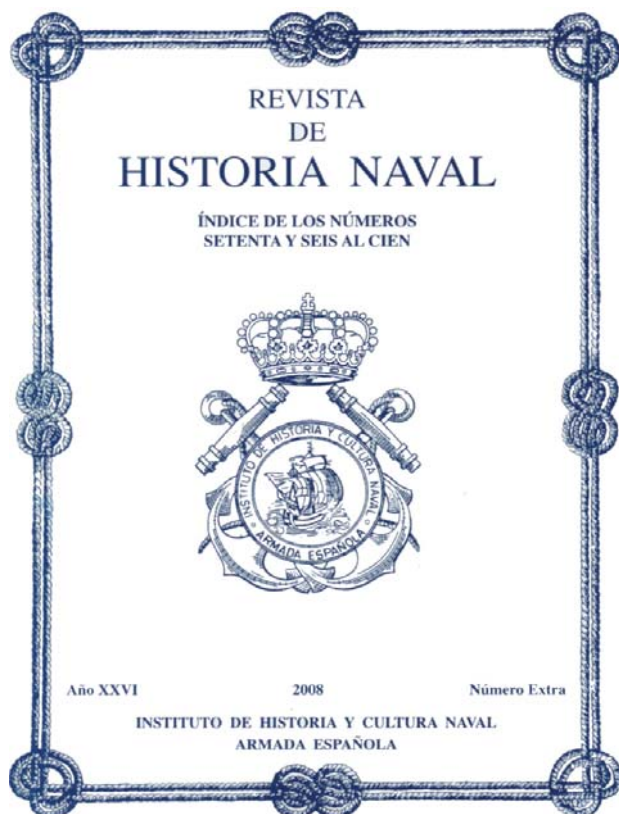 REVISTA
DE
HISTORIA NAVAL
ÍNDICE DE LOS NÚMEROS
SETENTA Y SEIS AL CIEN
INSTITUTO DE HISTORIA Y CULTURA NAVAL
ARMADA ESPAÑOLA
Año XXVI 2008 Número Extra
INSTITUTO DE HISTORIA Y CULTURA NAVAL
ARMADA ESPAÑOLA